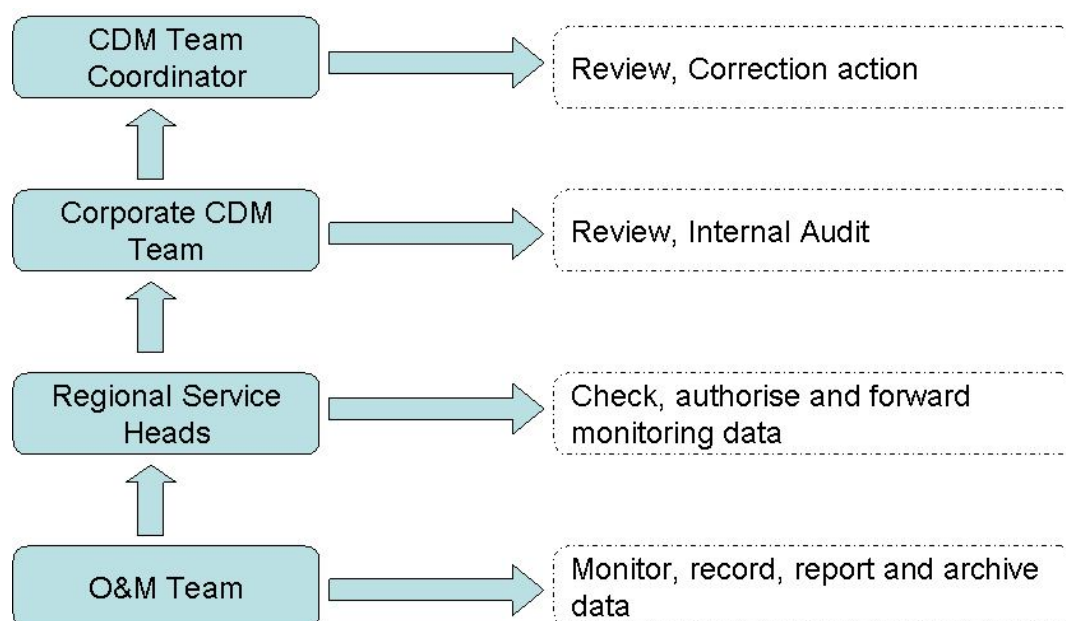 CDM Team
Coordinator
Review, Correction action
Corporate CDM
Team
Review, Internal Audit
Regional Service
Heads
Check, authorise and forward
monitoring data
O&M Team
Monitor, record, report and archive
data